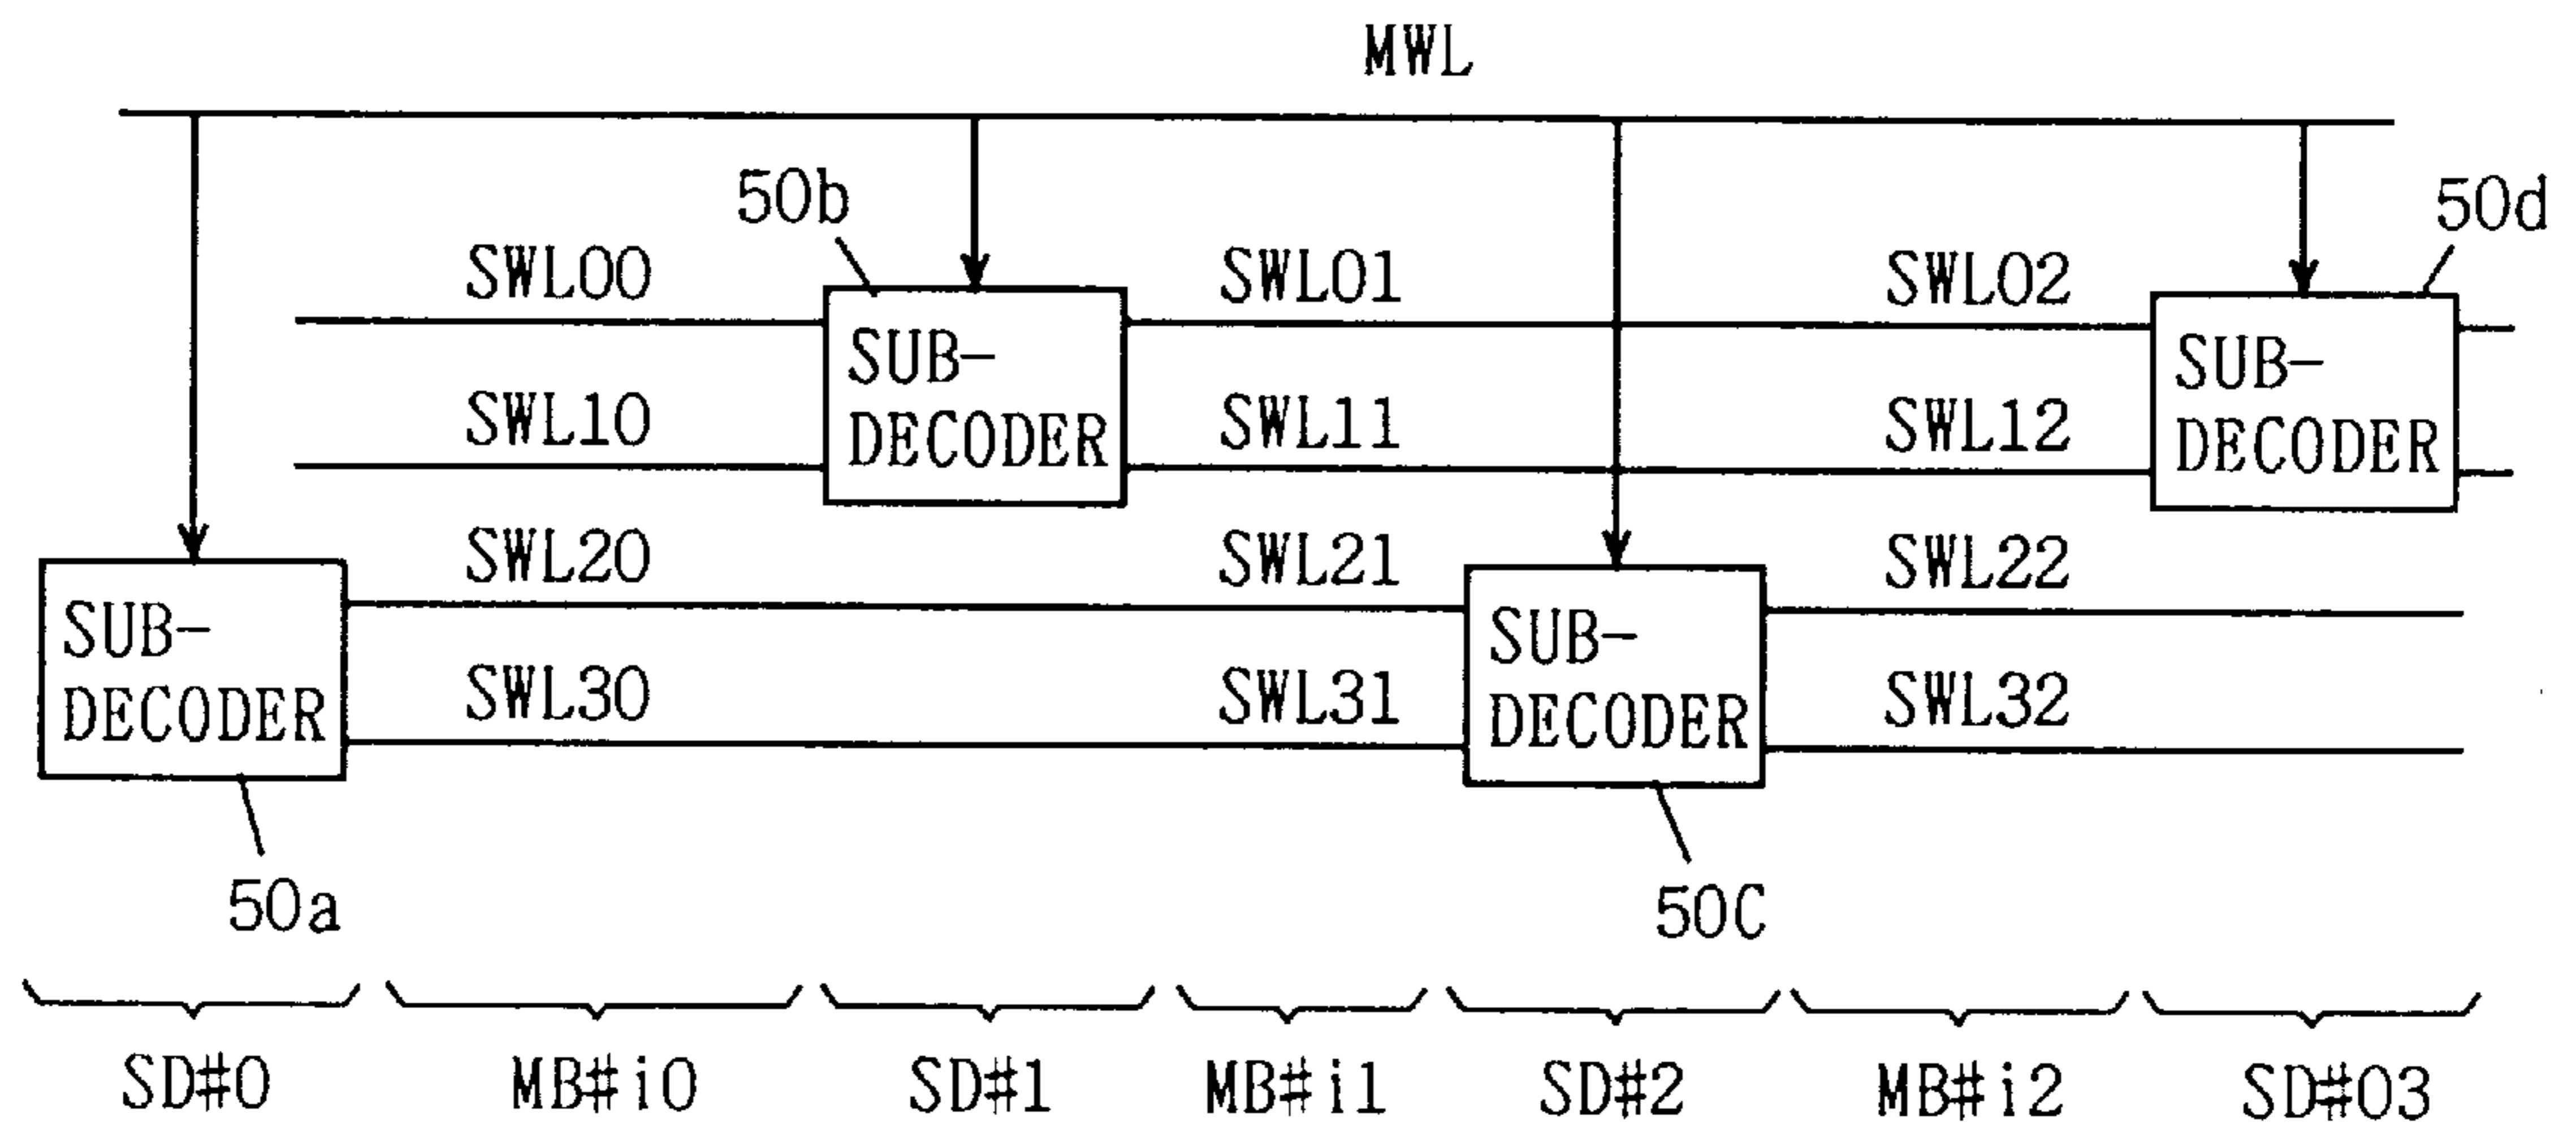 MWL
50b
50d
SWL00
SWL01
SWL02
SUB-
DECODER
SUB-
DECODER
SWL10
SWL11
SWL12
SWL20
SWL21
SWL22
SUB-
DECODER
SUB-
DECODER
SWL30
SWL31
SWL32
50a
50C
SD#0
MB#i0
SD#1
MB#i1
SD#2
MB#i2
SD#03